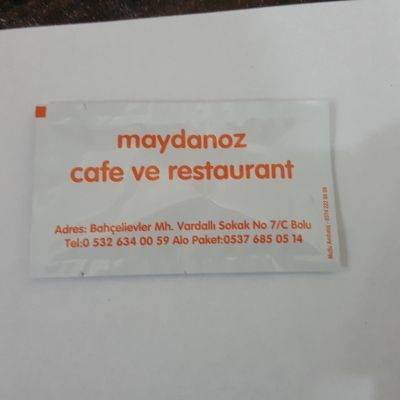 maydanoz
cafe ve restaurant
Adres: Bahçelievler Mh. Vardallı Sokak No 7/C Bolu
Tel:0 532 634 00 59 Alo Paket:0537 685 05 14